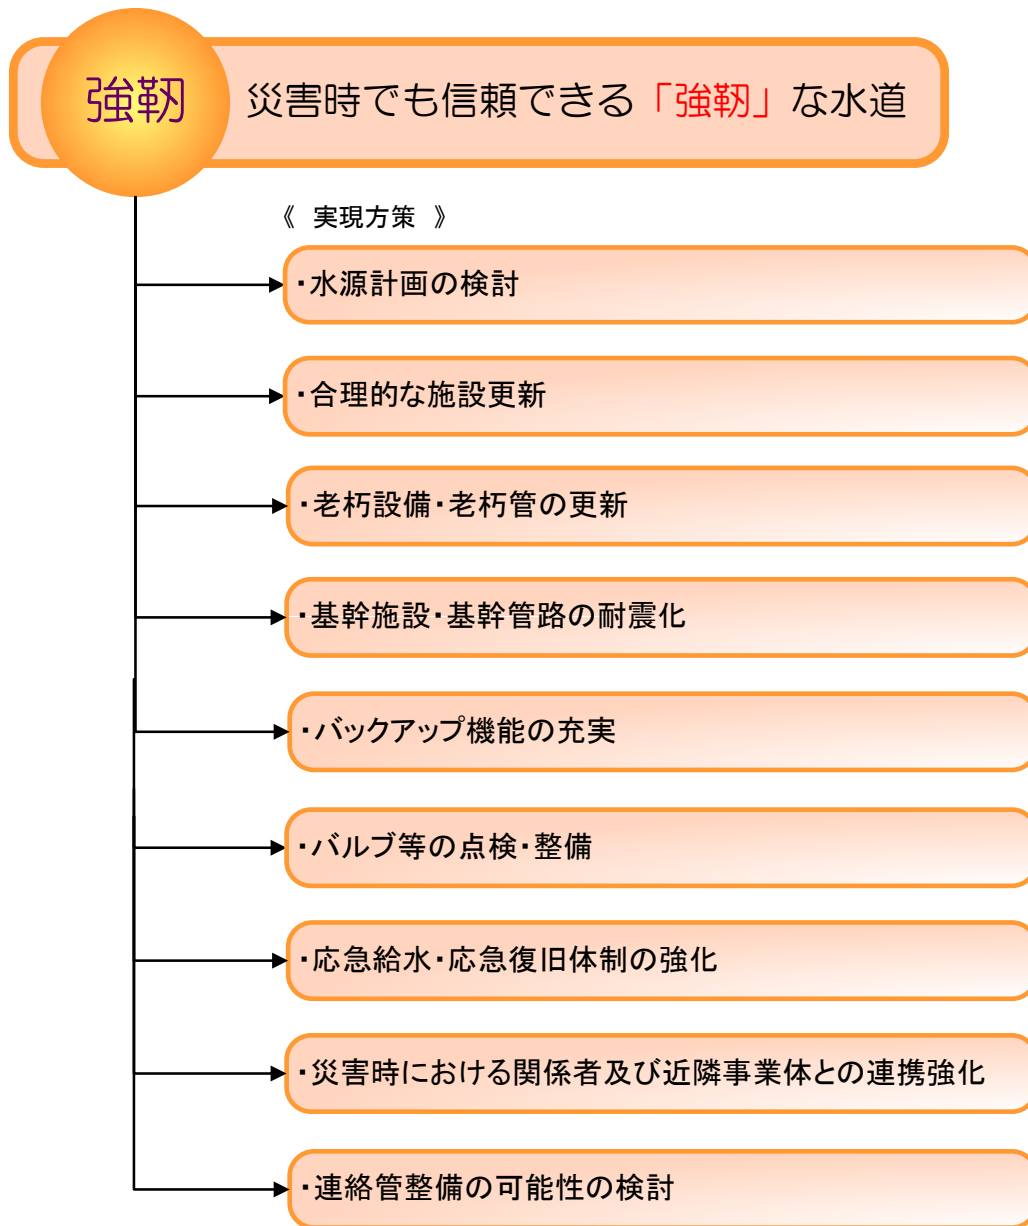 強靭
災害時でも信頼できる「強靭」な水道
《 実現方策 》
・水源計画の検討
・合理的な施設更新
・老朽設備・老朽管の更新
・基幹施設・基幹管路の耐震化
・バックアップ機能の充実
・バルブ等の点検・整備
・応急給水・応急復旧体制の強化
・災害時における関係者及び近隣事業体との連携強化
・連絡管整備の可能性の検討